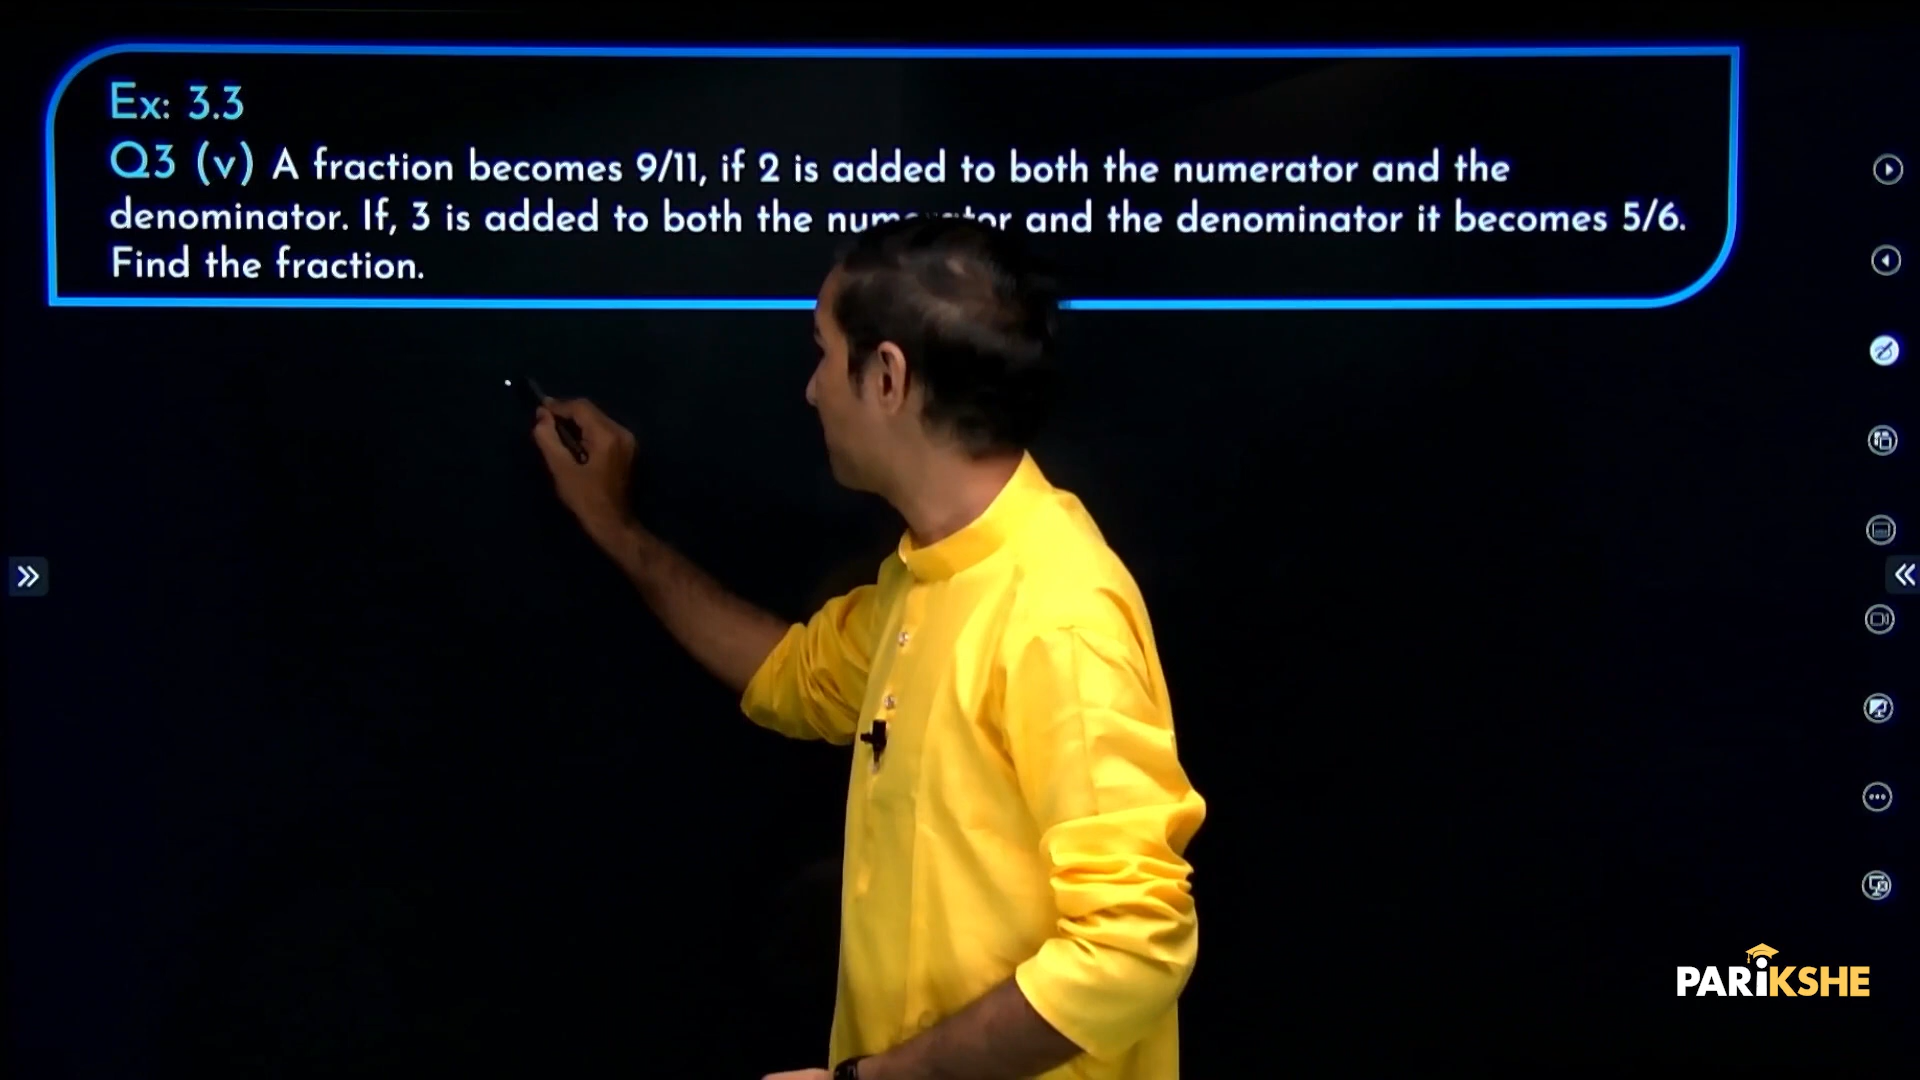 Ex: 3.3
Q3 (v) A fraction becomes 9/11, if 2 is added to both the numerator and the
denominator. If, 3 is added to both the numerator and the denominator it becomes 5/6.
Find the fraction.
PARiKSHE